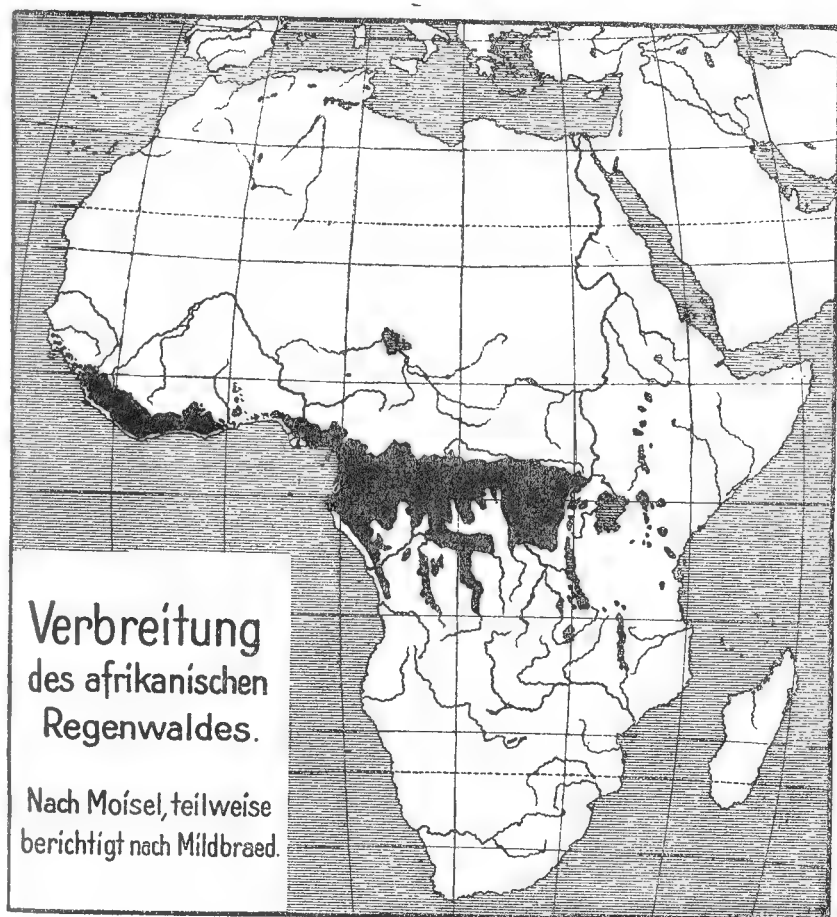 Verbreitung
des afrikanischen
Regenwaldes.
Nach Moisel, teilweise
berichtigt nach Mildbraed.